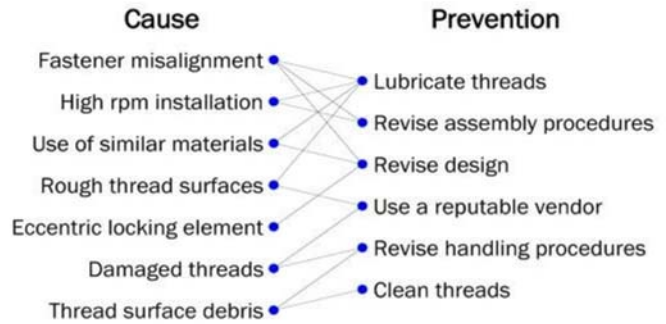 Cause
Prevention
Fastener misalignment
High rpm installation
Use of similar materials
Rough thread surfaces
Eccentric locking element
Damaged threads
Thread surface debris
Lubricate threads
Revise assembly procedures
Revise design
Use a reputable vendor
Revise handling procedures
Clean threads